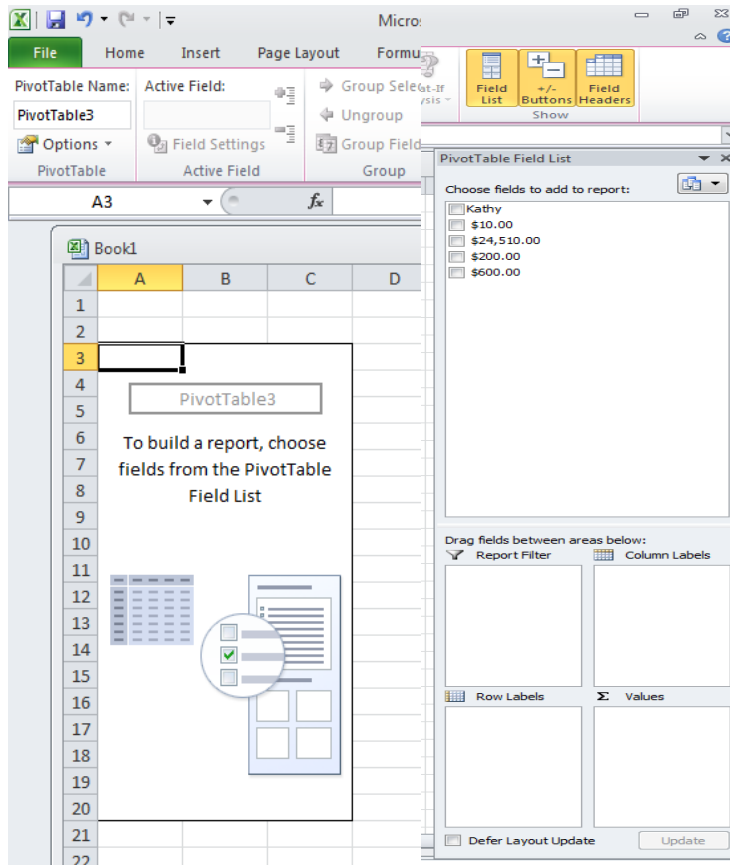 Micro
File Home Insert Page Layout Formu
PivotTable Name:
PivotTable3
Options
PivotTable
Active Field:
Field Settings
Active Field
Group Sele
Ungroup
Group Field
Group
t-If
ysis
Field List
+/- Buttons
Field Headers
Show
A3
fx
Book1
A B C D
1
2
3
4
5
6
7
8
9
10
11
12
13
14
15
16
17
18
19
20
21
22
PivotTable3
To build a report, choose
fields from the PivotTable
Field List
PivotTable Field List
Choose fields to add to report:
Kathy
$10.00
$24,510.00
$200.00
$600.00
Drag fields between areas below:
Report Filter
Column Labels
Row Labels
Σ Values
Defer Layout Update
Update